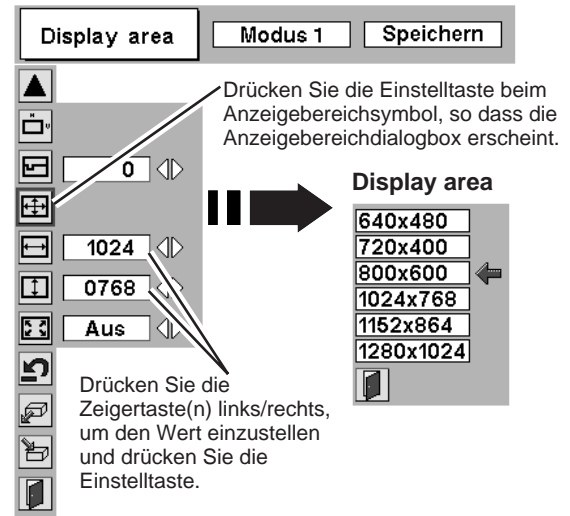 Display area
Modus 1
Speichern
Drücken Sie die Einstelltaste beim
Anzeigebereichsymbol, so dass die
Anzeigebereichdialogbox erscheint.
H
V
0
1024
0768
Aus
Display area
640x480
720x400
800x600
1024x768
1152x864
1280x1024
Drücken Sie die
Zeigertaste(n) links/rechts,
um den Wert einzustellen
und drücken Sie die
Einstelltaste.